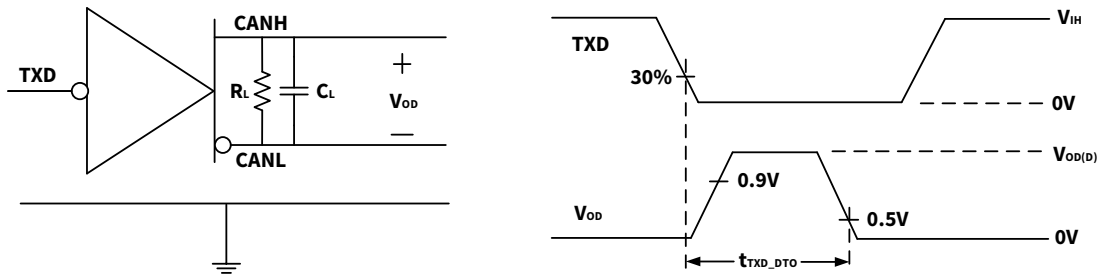 CANH
TXD
RL
CL
+
VOD
—
CANL
TXD
VIH
30%
0V
VOD(D)
0.9V
VOD
0.5V
0V
tTXD_DTO